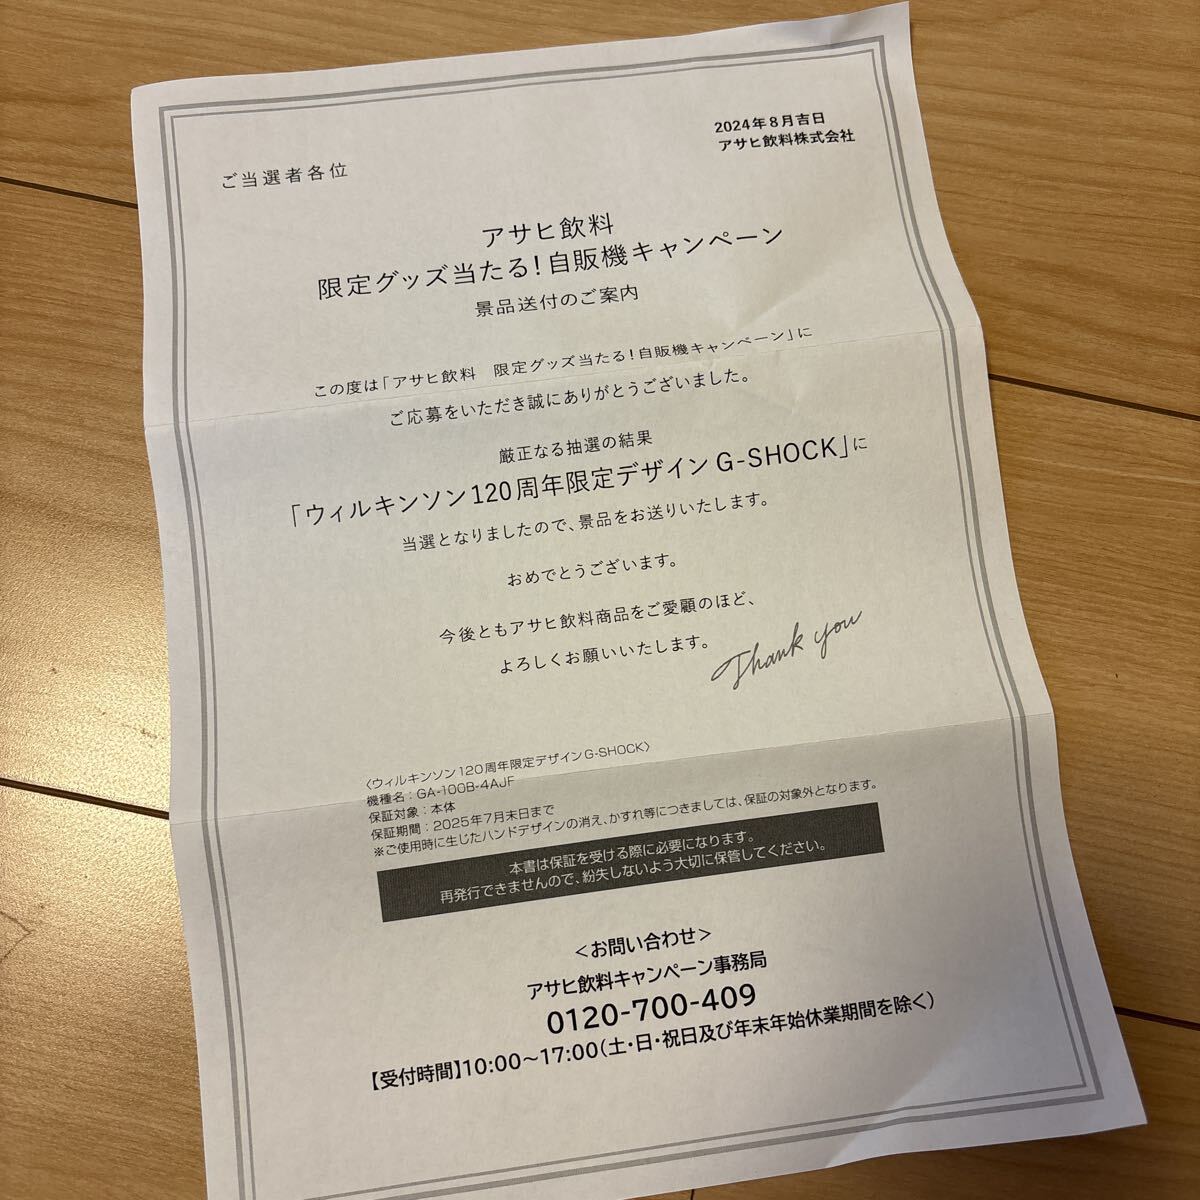 2024年8月吉日
アサヒ飲料株式会社
ご当選者各位
アサヒ飲料
限定グッズ当たる!自販機キャンペーン
景品送付のご案内
この度は「アサヒ飲料 限定グッズ当たる!自販機キャンペーン」に
ご応募をいただき誠にありがとうございました。
厳正なる抽選の結果
「ウィルキンソン120周年限定デザインG-SHOCK」に
当選となりましたので、景品をお送りいたします。
おめでとうございます。
今後ともアサヒ飲料商品をご愛顧のほど、
よろしくお願いいたします。
Thank you
〈ウィルキンソン120周年限定デザインG-SHOCK〉
機種名:GA-100B-4AJF
保証対象:本体
保証期間:2025年7月末日まで
※ご使用時に生じたハンドデザインの消え、かすれ等につきましては、保証の対象外となります。
本書は保証を受ける際に必要になります。
再発行できませんので、紛失しないよう大切に保管してください。
<お問い合わせ>
アサヒ飲料キャンペーン事務局
0120-700-409
【受付時間】10:00〜17:00(土・日・祝日及び年末年始休業期間を除く)